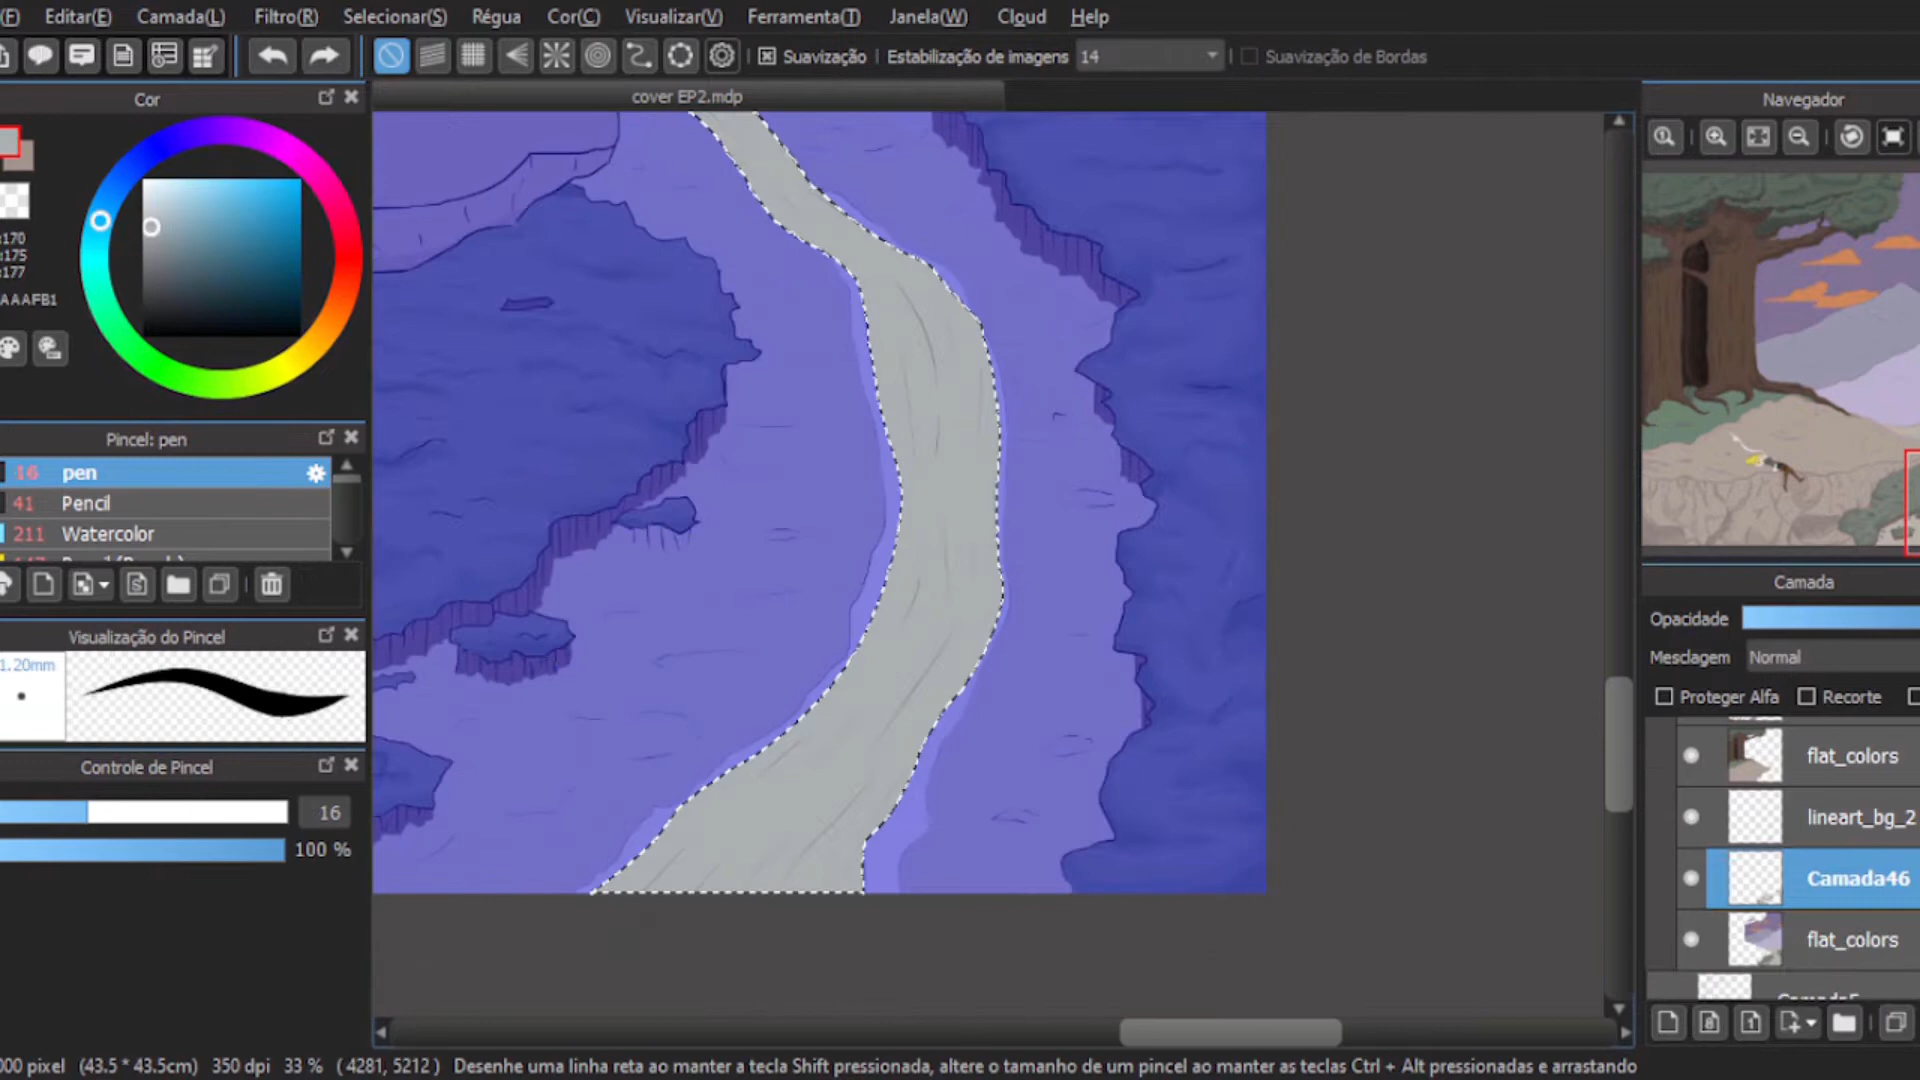 (F) Editar(E) Camada(L) Filtro(R) Selecionar(S) Régua Cor(C) Visualizar(V) Ferramenta(T) Janela(W) Cloud Help
Suavização Estabilização de imagens 14 Suavização de Bordas
Cor
cover EP2.mdp
Navegador
:170
:175
:177
AAAFB1
Pincel: pen
16 pen
41 Pencil
211 Watercolor
Visualização do Pincel
1.20mm
Controle de Pincel
16
100 %
Camada
Opacidade
Mesclagem Normal
Proteger Alfa Recorte
flat_colors
lineart_bg_2
Camada46
flat_colors
000 pixel (43.5 * 43.5cm) 350 dpi 33 % ( 4281, 5212 ) Desenhe uma linha reta ao manter a tecla Shift pressionada, altere o tamanho de um pincel ao manter as teclas Ctrl + Alt pressionadas e arrastando